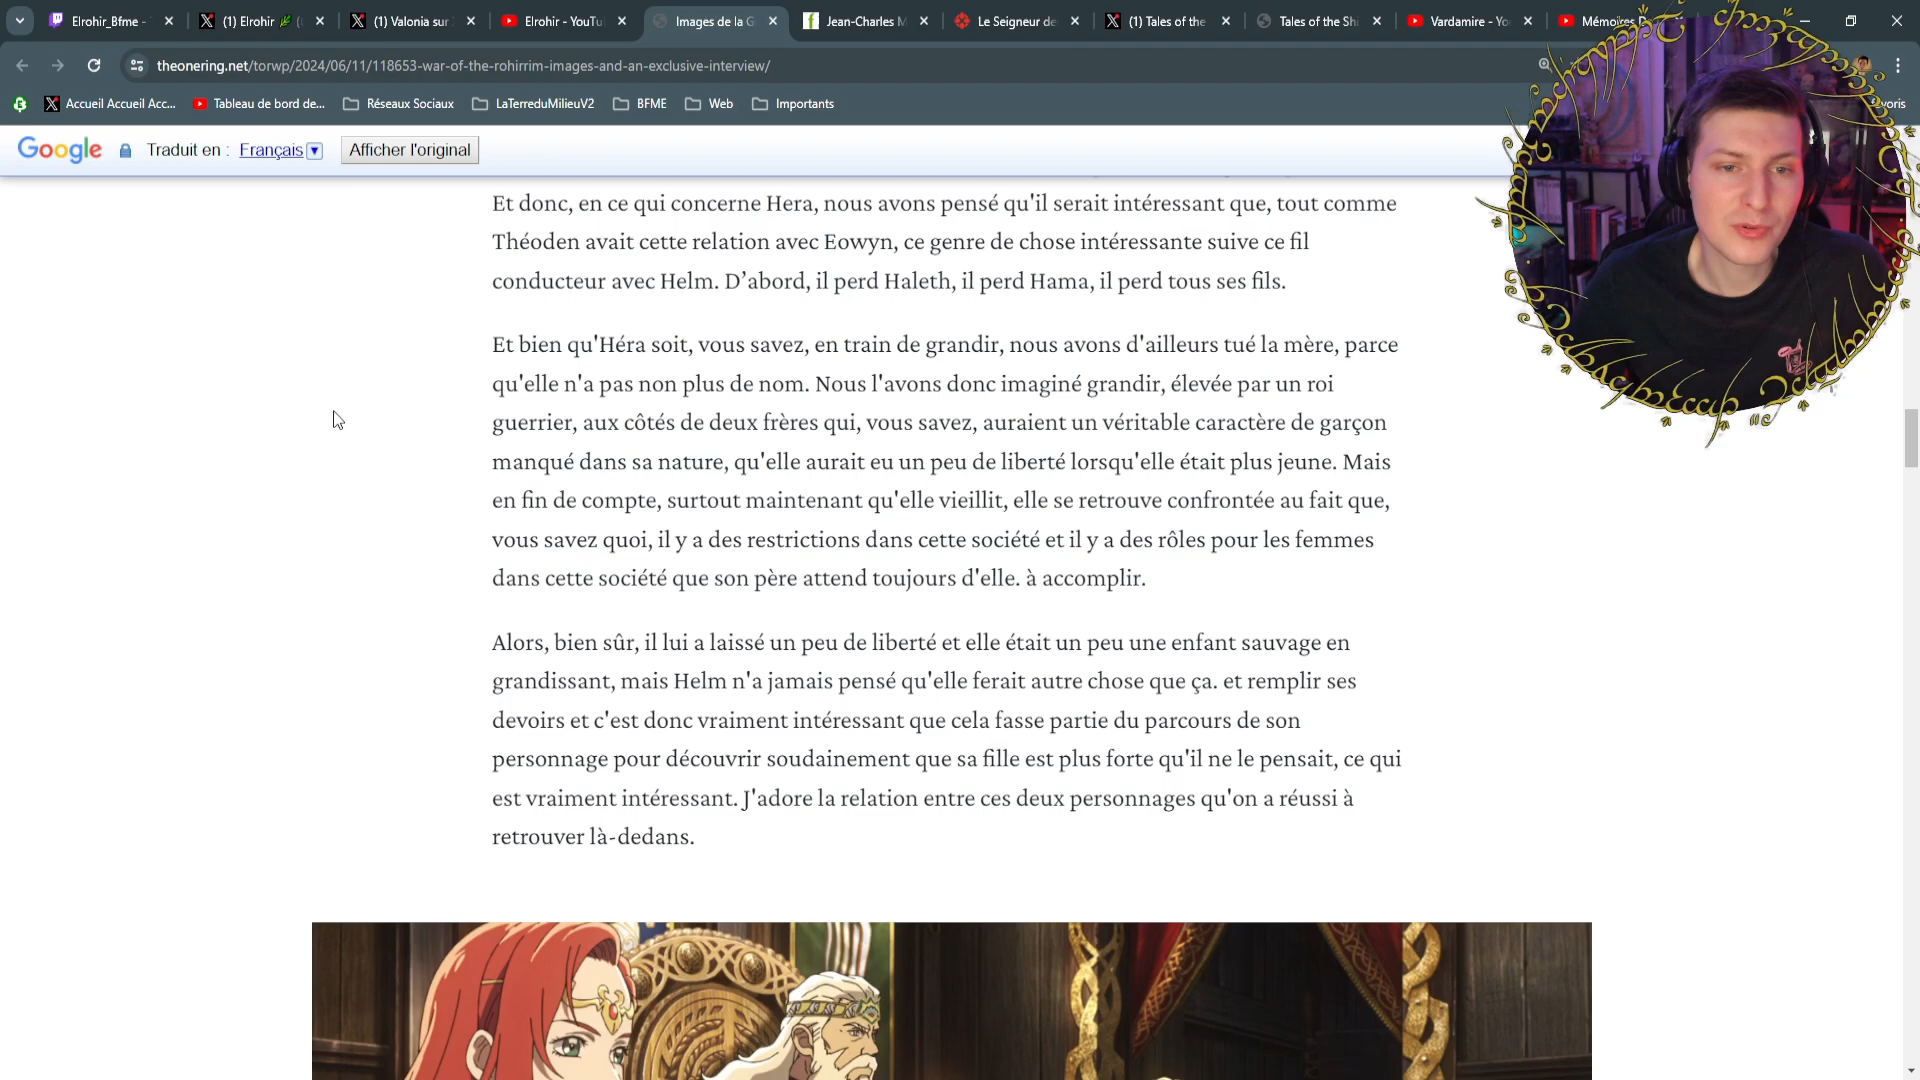 Elrohir_Bfme -
(1) Elrohir
(1) Valonia sur
Elrohir - YouTu
Images de la G
Jean-Charles M
Le Seigneur de
(1) Tales of the
Tales of the Shi
Vardamire - Yo
Mémoires D
theonering.net/torwp/2024/06/11/118653-war-of-the-rohirrim-images-and-an-exclusive-interview/
Accueil Accueil Acc...
Tableau de bord de...
Réseaux Sociaux
LaTerreduMilieuV2
BFME
Web
Importants
Google
Traduit en :
Français
Afficher l'original
Et donc, en ce qui concerne Hera, nous avons pensé qu'il serait intéressant que, tout comme
Théoden avait cette relation avec Eowyn, ce genre de chose intéressante suive ce fil
conducteur avec Helm. D’abord, il perd Haleth, il perd Hama, il perd tous ses fils.
Et bien qu'Héra soit, vous savez, en train de grandir, nous avons d'ailleurs tué la mère, parce
qu'elle n'a pas non plus de nom. Nous l'avons donc imaginé grandir, élevée par un roi
guerrier, aux côtés de deux frères qui, vous savez, auraient un véritable caractère de garçon
manqué dans sa nature, qu'elle aurait eu un peu de liberté lorsqu'elle était plus jeune. Mais
en fin de compte, surtout maintenant qu'elle vieillit, elle se retrouve confrontée au fait que,
vous savez quoi, il y a des restrictions dans cette société et il y a des rôles pour les femmes
dans cette société que son père attend toujours d'elle. à accomplir.
Alors, bien sûr, il lui a laissé un peu de liberté et elle était un peu une enfant sauvage en
grandissant, mais Helm n'a jamais pensé qu'elle ferait autre chose que ça. et remplir ses
devoirs et c'est donc vraiment intéressant que cela fasse partie du parcours de son
personnage pour découvrir soudainement que sa fille est plus forte qu'il ne le pensait, ce qui
est vraiment intéressant. J'adore la relation entre ces deux personnages qu'on a réussi à
retrouver là-dedans.